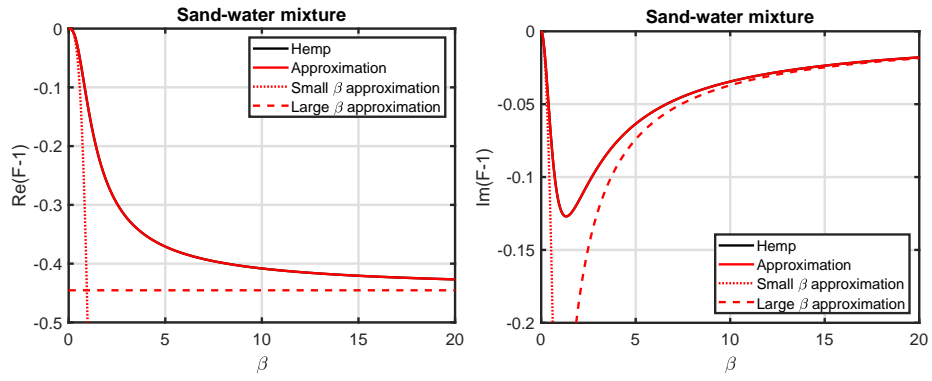 Sand-water mixture
Re(F-1)
0
-0.1
-0.2
-0.3
-0.4
-0.5
0
5
10
15
20
β
Hemp
Approximation
Small β approximation
Large β approximation
Sand-water mixture
Im(F-1)
0
-0.05
-0.1
-0.15
-0.2
0
5
10
15
20
β
Hemp
Approximation
Small β approximation
Large β approximation